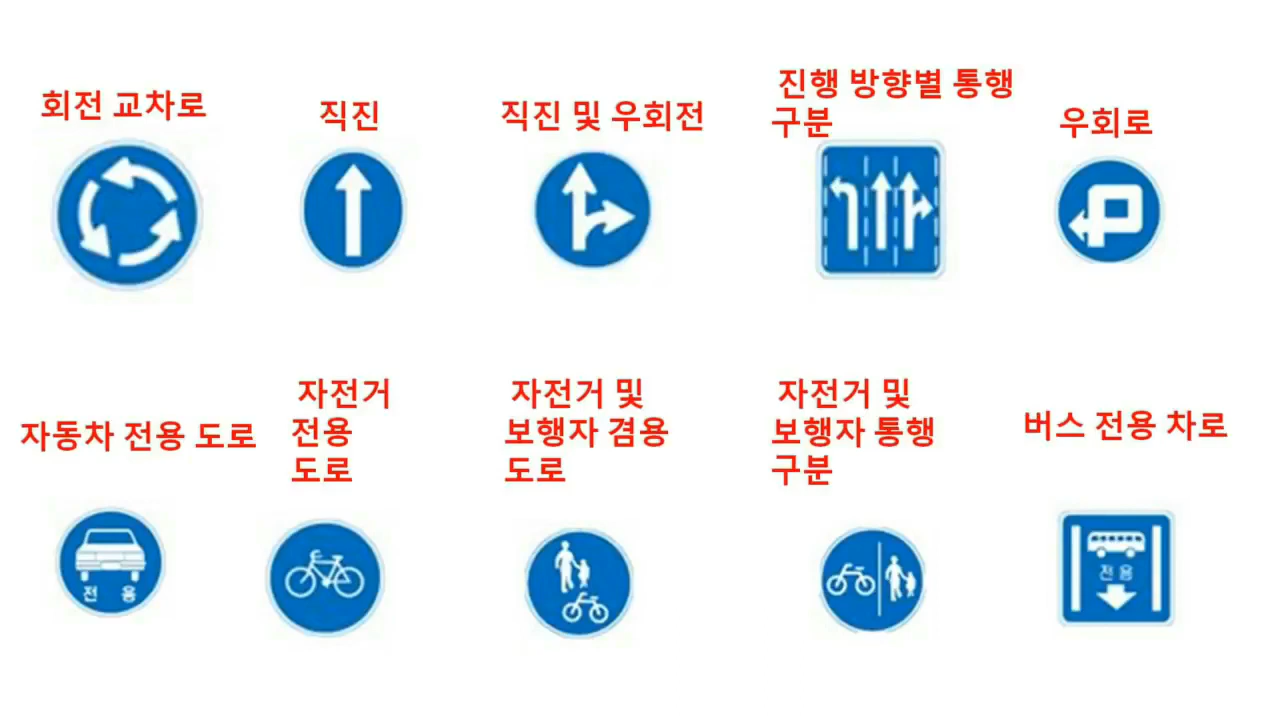 회전 교차로
직진
직진 및 우회전
진행 방향별 통행
구분
우회로
자동차 전용 도로
자전거
전용
도로
자전거 및
보행자 겸용
도로
자전거 및
보행자 통행
구분
버스 전용 차로
전 용
전용